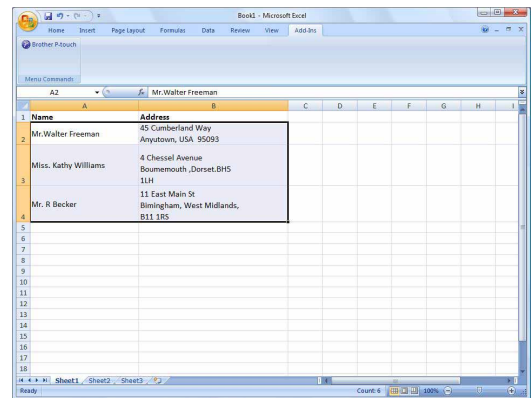 Book1 - Microsoft Excel
Home Insert Page Layout Formulas Data Review View Add-Ins
Brother P-touch
Menu Commands
A2 fx Mr.Walter Freeman
A B C D E F G H I
1 Name Address
45 Cumberland Way
2 Mr.Walter Freeman Anyutown, USA 95093
4 Chessel Avenue
Miss. Kathy Williams Boumemouth ,Dorset.BH5
3 1LH
11 East Main St
Mr. R Becker Bimingham, West Midlands,
4 B11 1RS
5
6
7
8
9
10
11
12
13
14
15
16
17
18
Sheet1 Sheet2 Sheet3
Ready Count: 6 100%